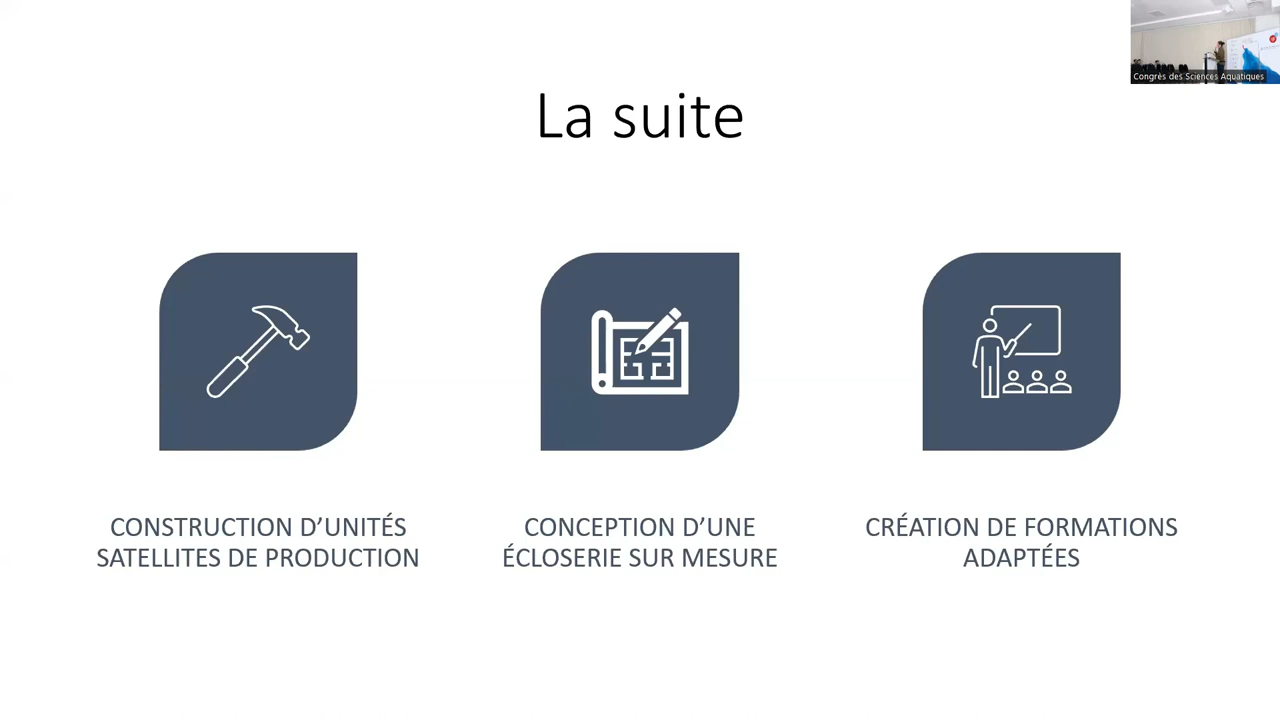 Congrès des Sciences Aquatiques
La suite
CONSTRUCTION D’UNITÉS
SATELLITES DE PRODUCTION
CONCEPTION D’UNE
ÉCLOSERIE SUR MESURE
CRÉATION DE FORMATIONS
ADAPTÉES